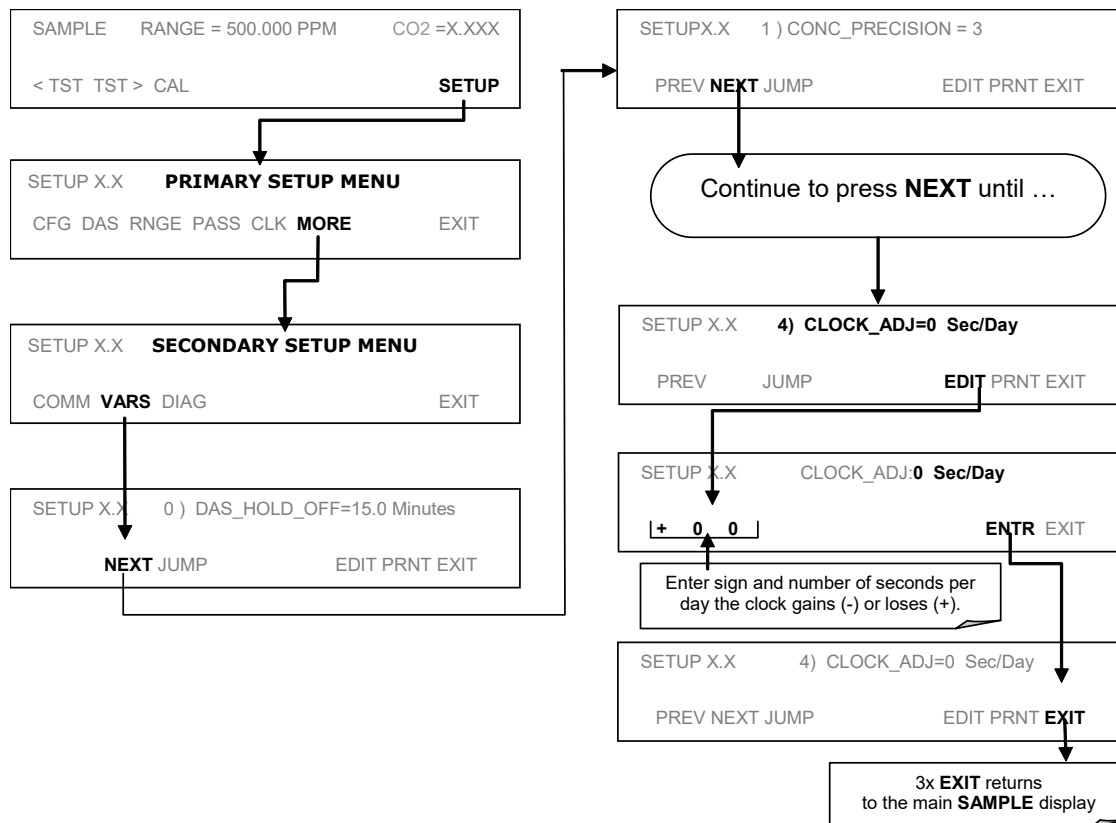 SAMPLE RANGE = 500.000 PPM CO2 =X.XXX
< TST TST > CAL SETUP
SETUP X.X PRIMARY SETUP MENU
CFG DAS RNGE PASS CLK MORE EXIT
SETUP X.X SECONDARY SETUP MENU
COMM VARS DIAG EXIT
SETUP X.X 0 ) DAS_HOLD_OFF=15.0 Minutes
NEXT JUMP EDIT PRNT EXIT
SETUPX.X 1 ) CONC_PRECISION = 3
PREV NEXT JUMP EDIT PRNT EXIT
Continue to press NEXT until …
SETUP X.X 4) CLOCK_ADJ=0 Sec/Day
PREV JUMP EDIT PRNT EXIT
SETUP X.X CLOCK_ADJ:0 Sec/Day
+ 0 0 ENTR EXIT
Enter sign and number of seconds per
day the clock gains (-) or loses (+).
SETUP X.X 4) CLOCK_ADJ=0 Sec/Day
PREV NEXT JUMP EDIT PRNT EXIT
3x EXIT returns
to the main SAMPLE display